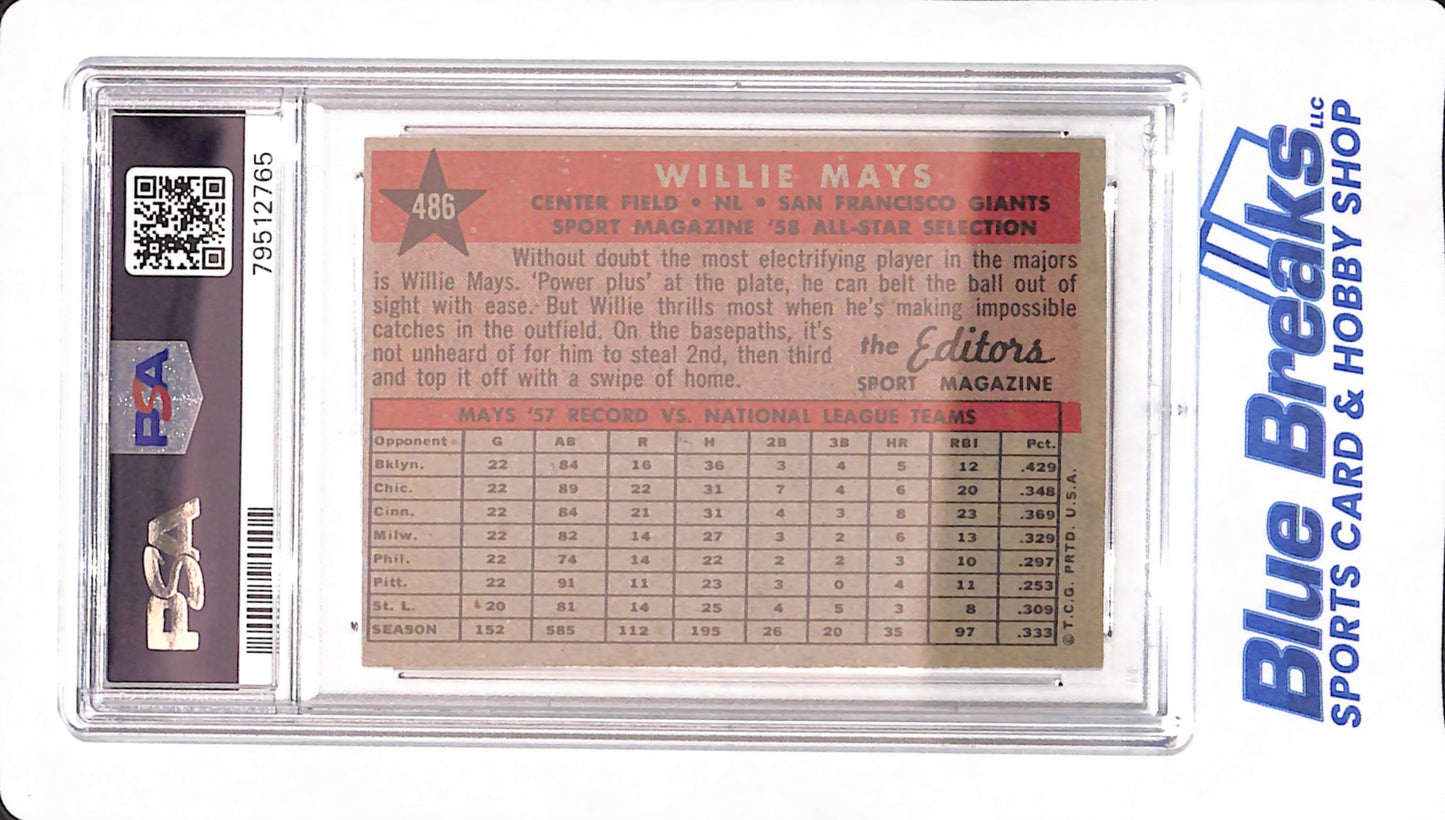 79512765
PSA
PSA
486
WILLIE MAYS
CENTER FIELD • NL • SAN FRANCISCO GIANTS
SPORT MAGAZINE '58 ALL-STAR SELECTION
Without doubt the most electrifying player in the majors
is Willie Mays. 'Power plus' at the plate, he can belt the ball out of
sight with ease. But Willie thrills most when he's making impossible
catches in the outfield. On the basepaths, it's
not unheard of for him to steal 2nd, then third
and top it off with a swipe of home.
the Editors
SPORT MAGAZINE
MAYS '57 RECORD VS. NATIONAL LEAGUE TEAMS
Opponent G AB R H 2B 3B HR RBI Pct.
Bklyn. 22 84 16 36 3 4 5 12 .429
Chic. 22 89 22 31 7 4 6 20 .348
Cinn. 22 84 21 31 4 3 8 23 .369
Milw. 22 82 14 27 3 2 6 13 .329
Phil. 22 74 14 22 2 2 3 10 .297
Pitt. 22 91 11 23 3 0 4 11 .253
St. L. 20 81 14 25 4 5 3 8 .309
SEASON 152 585 112 195 26 20 35 97 .333
© T.C.G. PRTD. U.S.A.
Blue Breaks LLC
SPORTS CARD & HOBBY SHOP